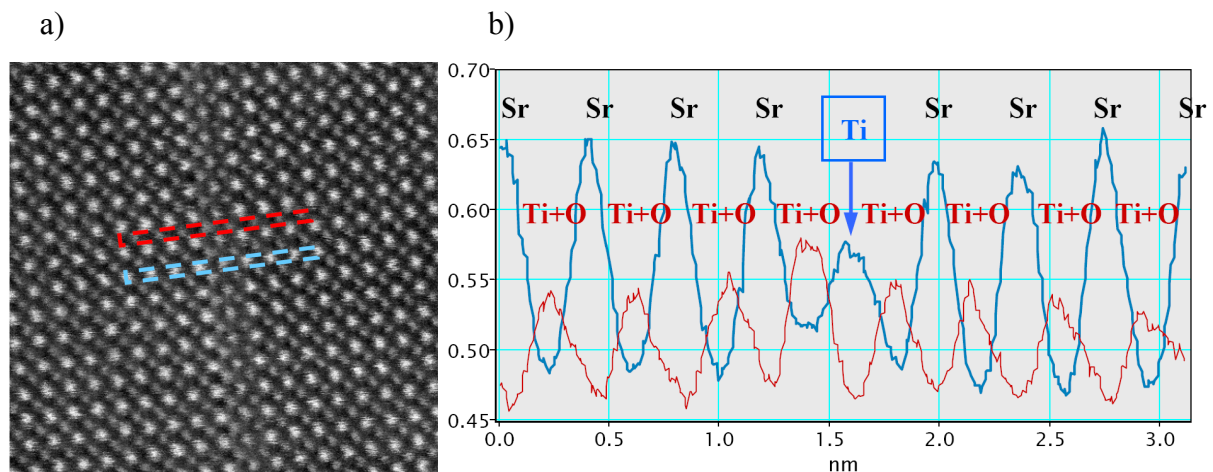 a)
b)
0.70
Sr Sr Sr Sr Sr Sr Sr Sr
Ti
0.65
0.60
Ti+O Ti+O Ti+O Ti+O Ti+O Ti+O Ti+O Ti+O
0.55
0.50
0.45
0.0 0.5 1.0 1.5 2.0 2.5 3.0
nm